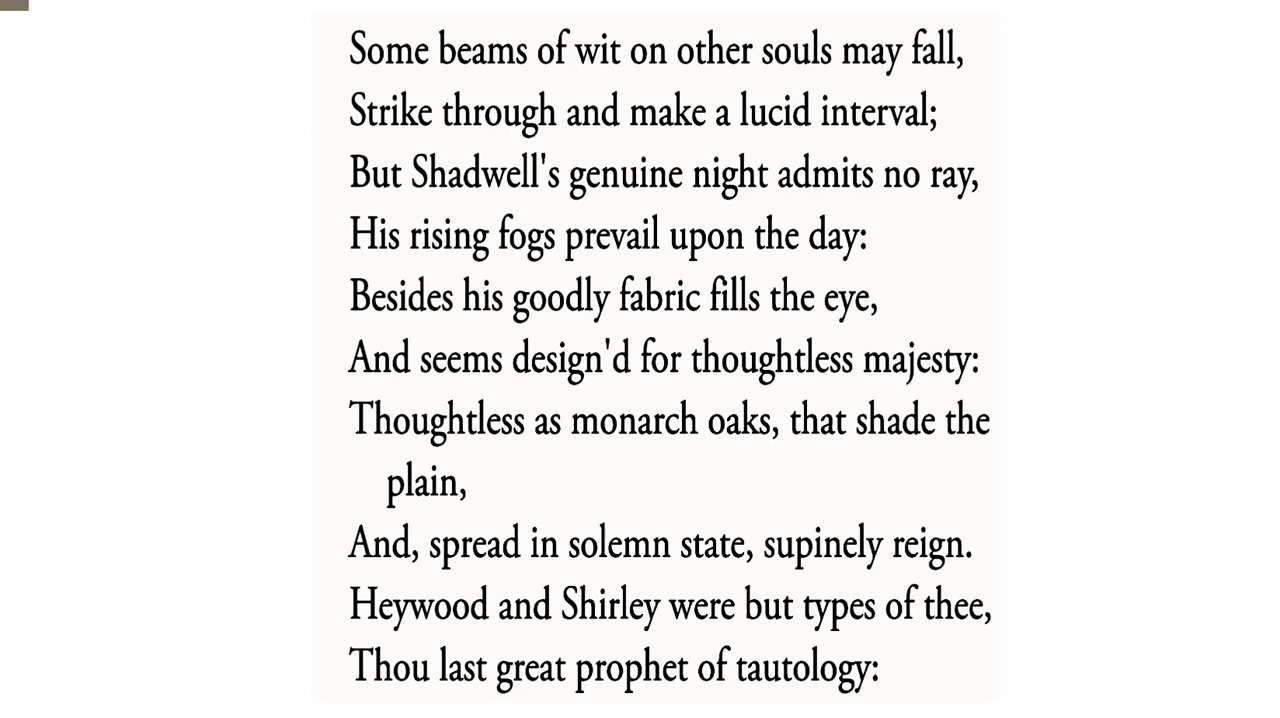 Some beams of wit on other souls may fall,
Strike through and make a lucid interval;
But Shadwell's genuine night admits no ray,
His rising fogs prevail upon the day:
Besides his goodly fabric fills the eye,
And seems design'd for thoughtless majesty:
Thoughtless as monarch oaks, that shade the
plain,
And, spread in solemn state, supinely reign.
Heywood and Shirley were but types of thee,
Thou last great prophet of tautology: